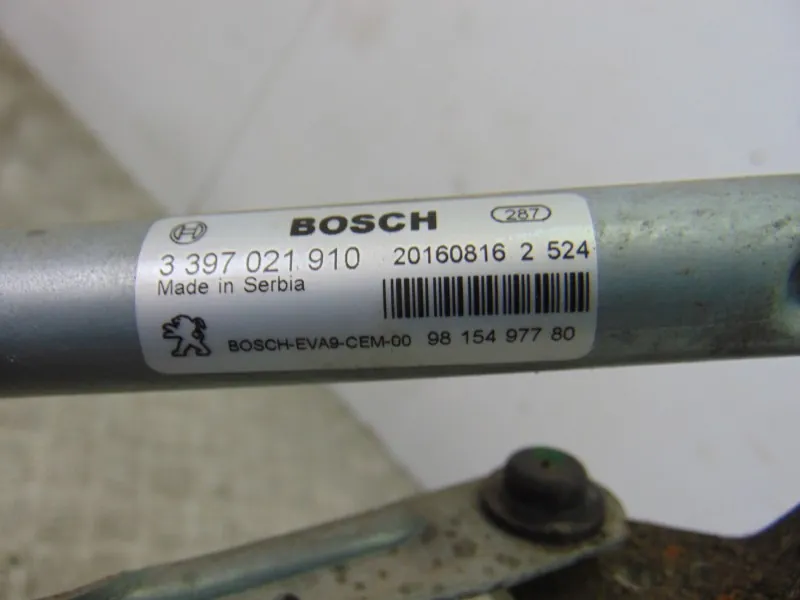 BOSCH 287
3 397 021 910 20160816 2 524
Made in Serbia
BOSCH-EVA9-CEM-00 98 154 977 80